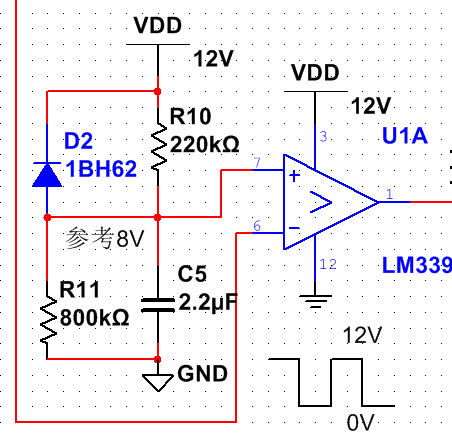 VDD
12V
VDD
R10
220kΩ
12V
D2
1BH62
3
U1A
7
+
>
1
6
−
参考8V
12
LM339
R11
800kΩ
C5
2.2µF
GND
12V
0V